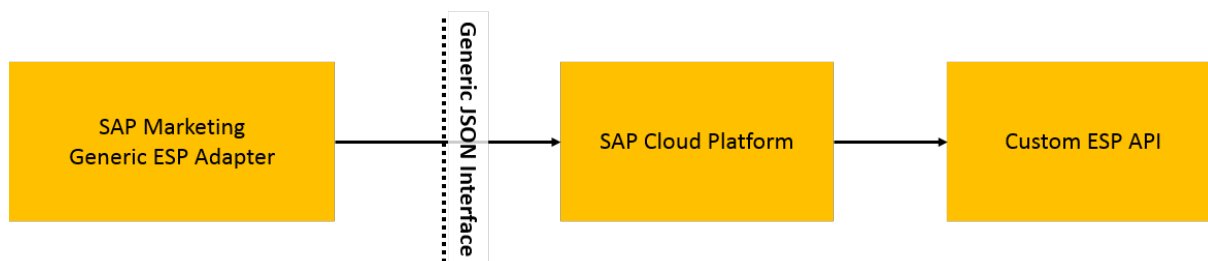 SAP Marketing
Generic ESP Adapter
Generic JSON Interface
SAP Cloud Platform
Custom ESP API